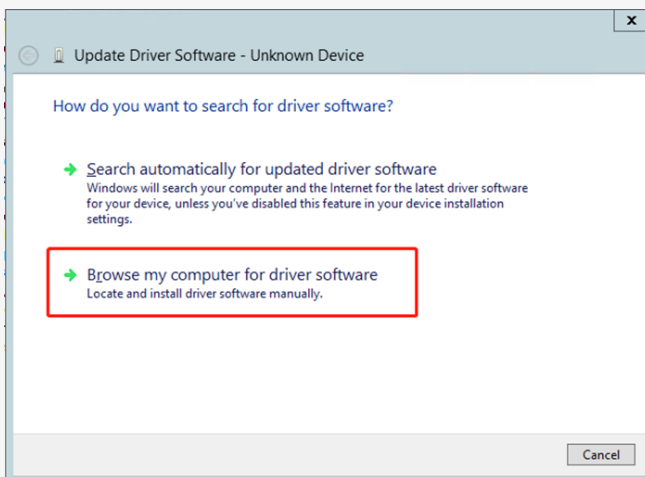 x
Update Driver Software - Unknown Device
How do you want to search for driver software?
Search automatically for updated driver software
Windows will search your computer and the Internet for the latest driver software
for your device, unless you've disabled this feature in your device installation
settings.
Browse my computer for driver software
Locate and install driver software manually.
Cancel